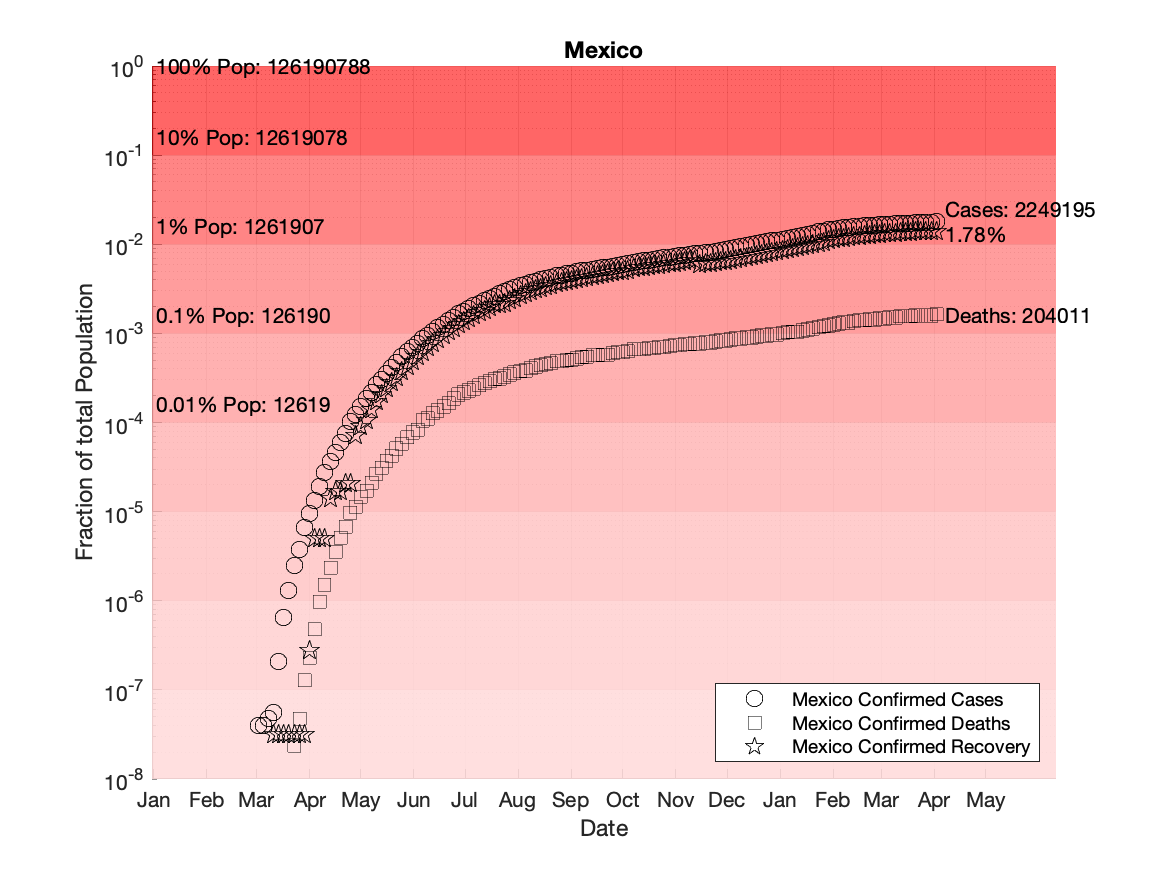 Mexico
10^0
100% Pop: 126190788
10% Pop: 12619078
10^-1
1% Pop: 1261907
10^-2
Cases: 2249195
1.78%
0.1% Pop: 126190
10^-3
Deaths: 204011
0.01% Pop: 12619
10^-4
10^-5
10^-6
10^-7
10^-8
Fraction of total Population
Mexico Confirmed Cases
Mexico Confirmed Deaths
Mexico Confirmed Recovery
Jan Feb Mar Apr May Jun Jul Aug Sep Oct Nov Dec Jan Feb Mar Apr May
Date